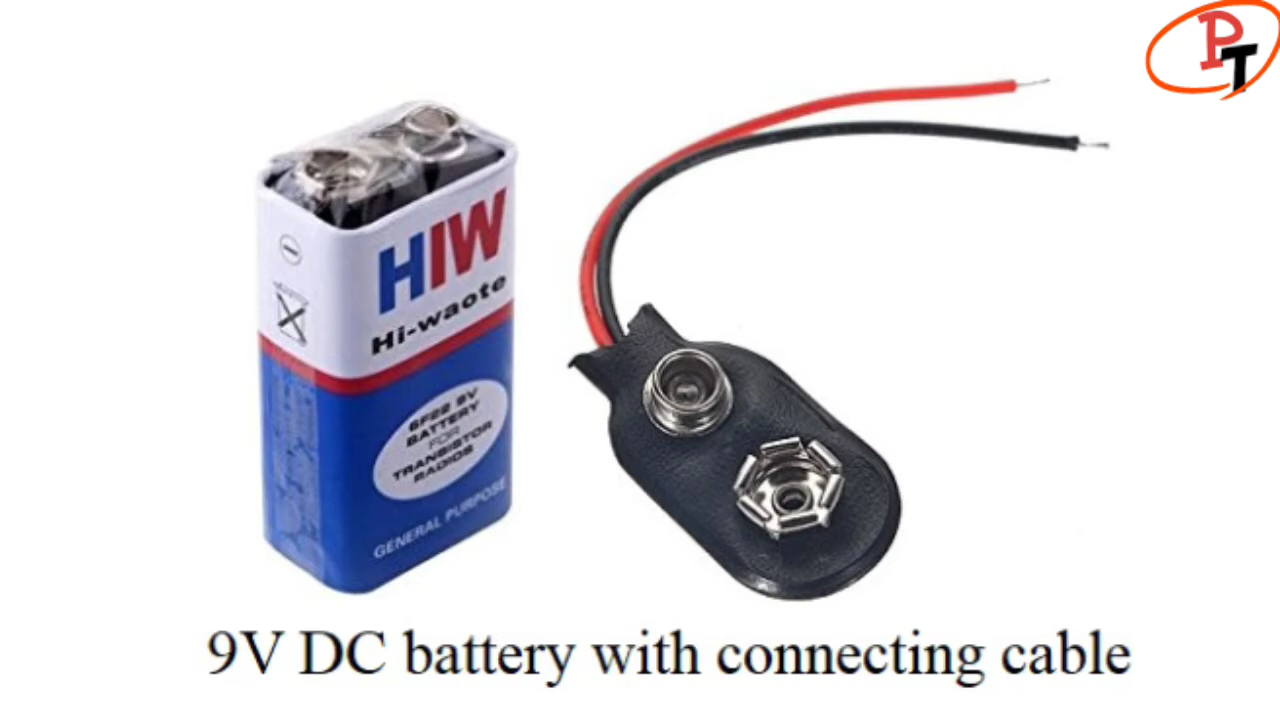 PT
HIW
Hi-waote
6F22 9V
BATTERY
FOR
TRANSISTOR
RADIOS
GENERAL PURPOSE
9V DC battery with connecting cable